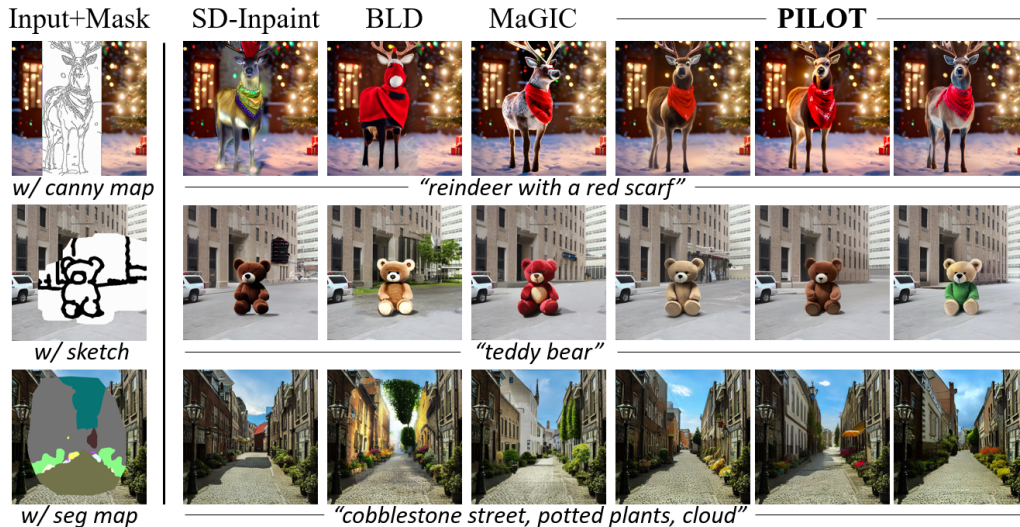 Input+Mask SD-Inpaint BLD MaGIC PILOT
w/ canny map “reindeer with a red scarf”
w/ sketch “teddy bear”
w/ seg map “cobblestone street, potted plants, cloud”